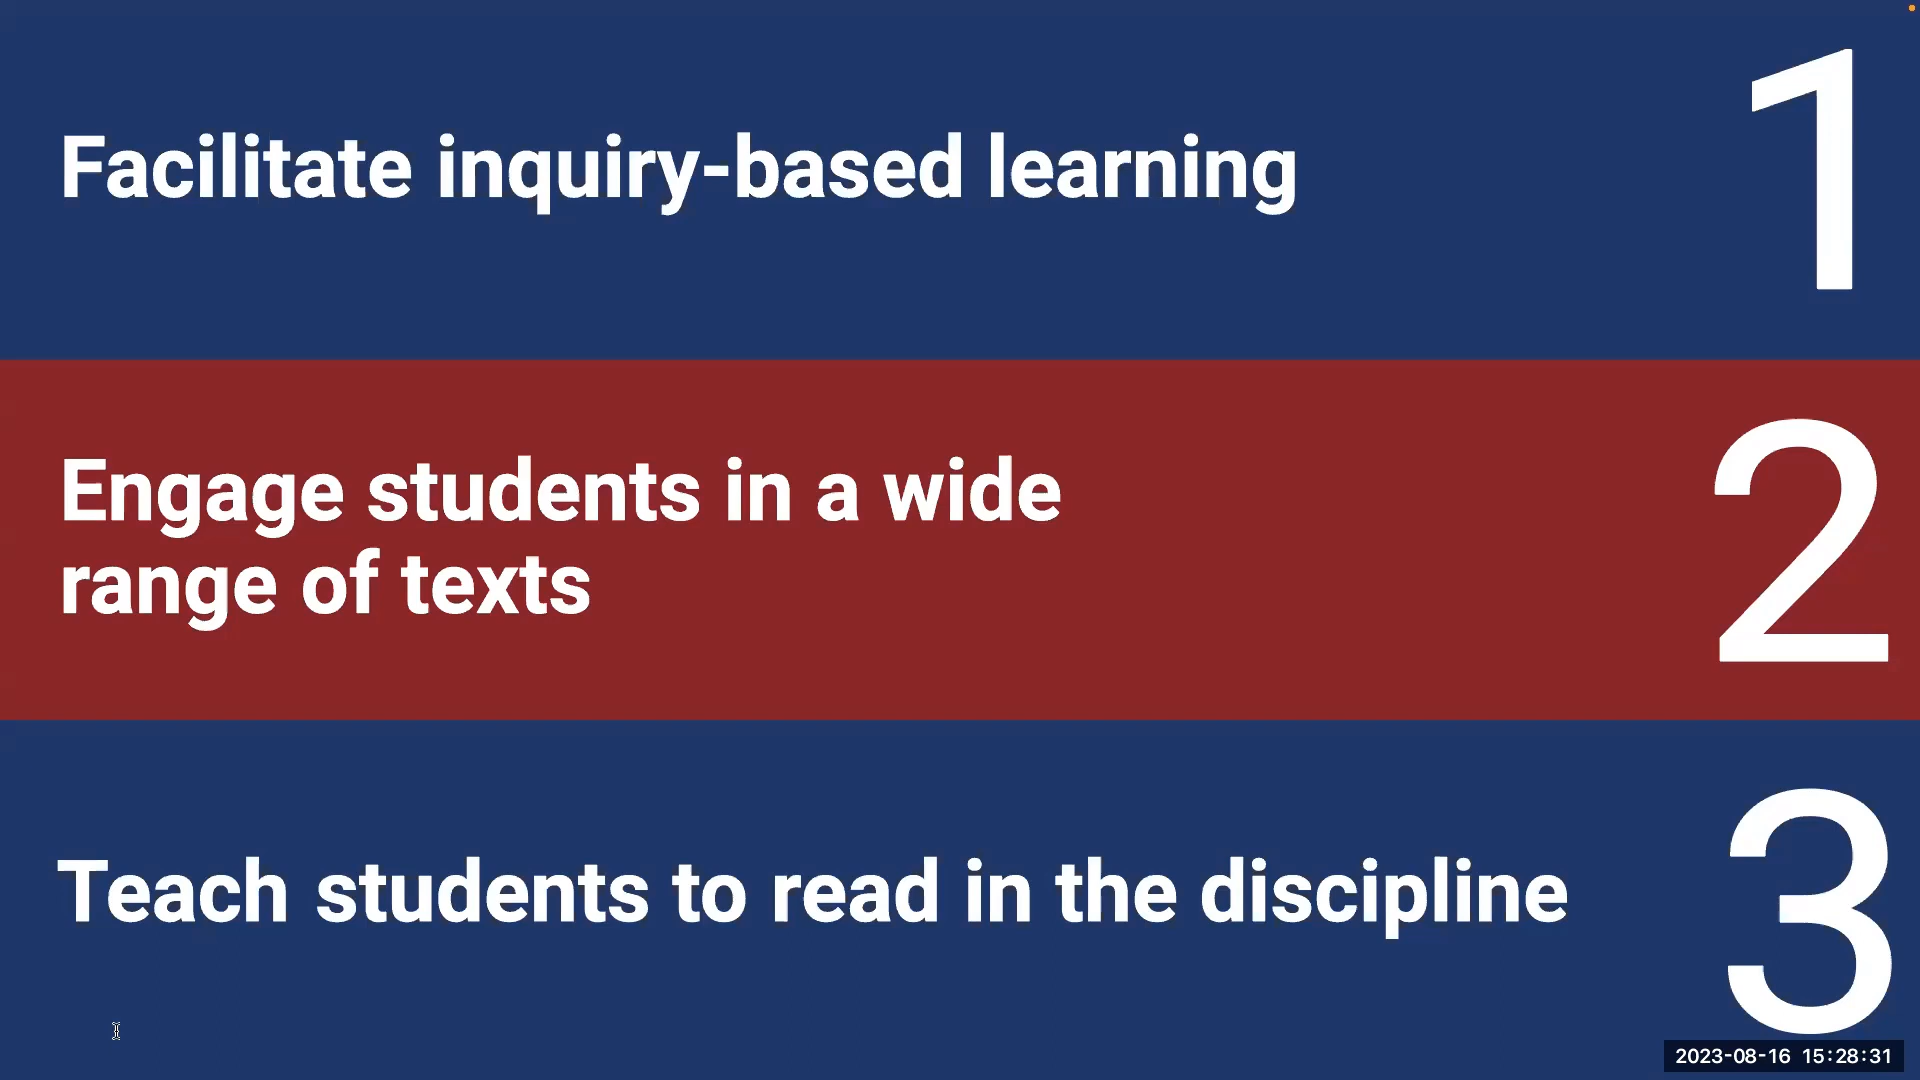 1
Facilitate inquiry-based learning
2
Engage students in a wide
range of texts
3
Teach students to read in the discipline
2023-08-16 15:28:31